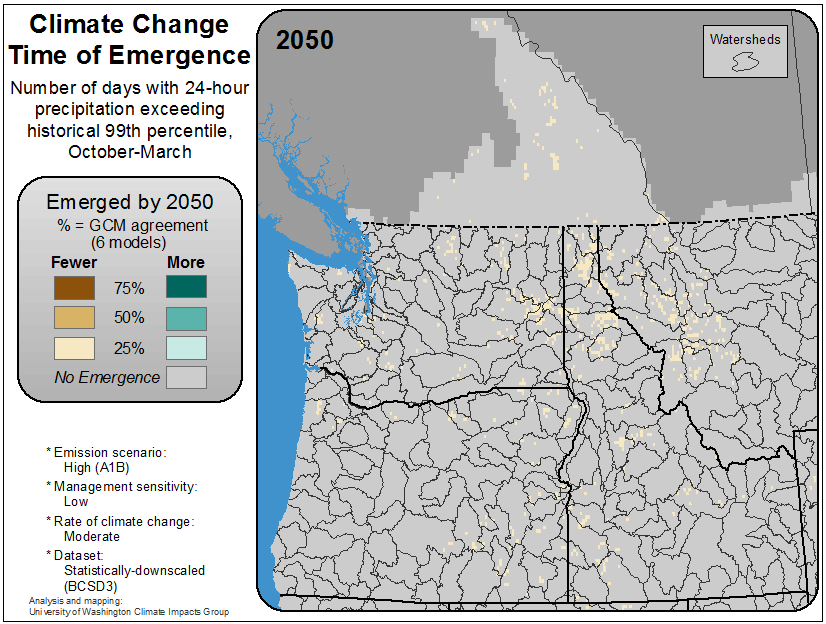 Climate Change
Time of Emergence
Number of days with 24-hour
precipitation exceeding
historical 99th percentile,
October-March
Emerged by 2050
% = GCM agreement
(6 models)
Fewer More
75%
50%
25%
No Emergence
* Emission scenario:
High (A1B)
* Management sensitivity:
Low
* Rate of climate change:
Moderate
* Dataset:
Statistically-downscaled
(BCSD3)
Analysis and mapping:
University of Washington Climate Impacts Group
2050
Watersheds